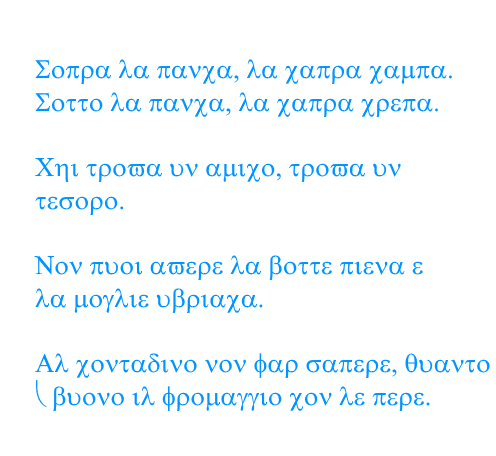 Σοπρα λα πανχα, λα χαπρα χαμπα.
Σοττο λα πανχα, λα χαπρα χρεπα.
Χηι τροϖα υν αμιχο, τροϖα υν
τεσορο.
Νον πυοι αϖερε λα βοττε πιενα ε
λα μογλιε υβριαχα.
Αλ χονταδινο νον φαρ σαπερε, θυαντο
⎝ βυονο ιλ φρομαγγιο χον λε περε.